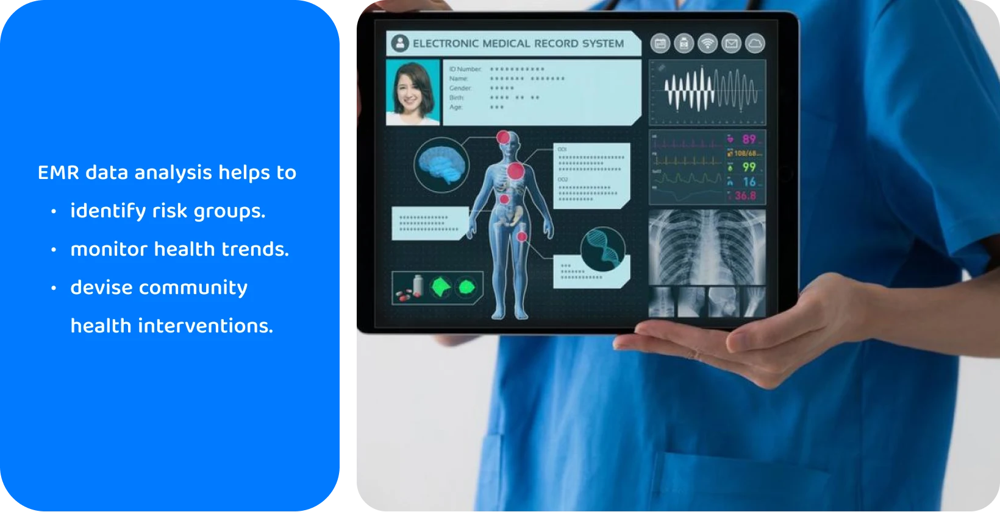 EMR data analysis helps to
• identify risk groups.
• monitor health trends.
• devise community
health interventions.
ELECTRONIC MEDICAL RECORD SYSTEM
ID Number: ***********
Name: ******* *******
Gender: *****
Birth: **** ** **
Age: ***
001
002
89
108/68
99
16
36.8